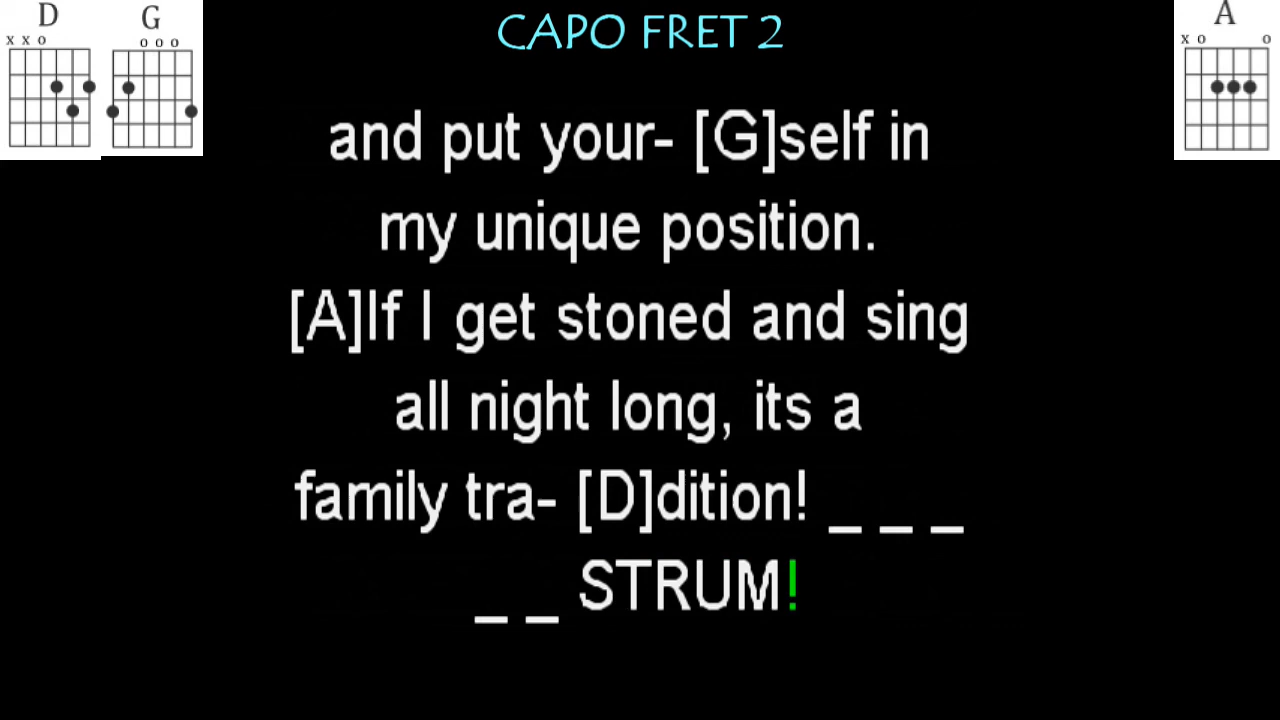 D
x x o
G
o o o
CAPO FRET 2
A
x o o
and put your- [G]self in
my unique position.
[A]If I get stoned and sing
all night long, its a
family tra- [D]dition! _ _ _
_ _ STRUM!